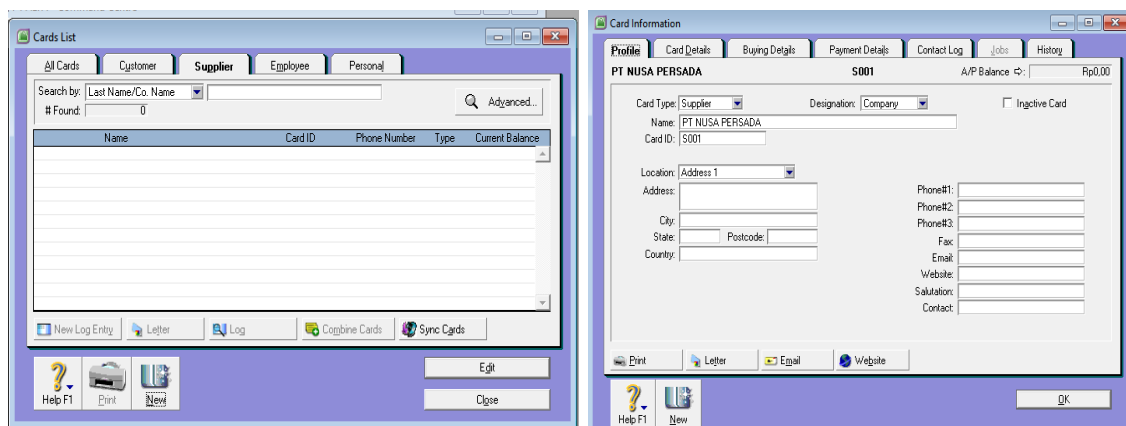 Cards List
All Cards Customer Supplier Employee Personal
Search by: Last Name/Co. Name
# Found: 0
Advanced...
Name Card ID Phone Number Type Current Balance
New Log Entry Letter Log Combine Cards Sync Cards
Help F1 Print New
Edit
Close
Card Information
Profile Card Details Buying Details Payment Details Contact Log Jobs History
PT NUSA PERSADA S001 A/P Balance ⇨: Rp0,00
Card Type: Supplier Designation: Company Inactive Card
Name: PT NUSA PERSADA
Card ID: S001
Location: Address 1
Address:
City:
State: Postcode:
Country:
Phone#1:
Phone#2:
Phone#3:
Fax:
Email:
Website:
Salutation:
Contact:
Print Letter Email Website
Help F1 New
OK